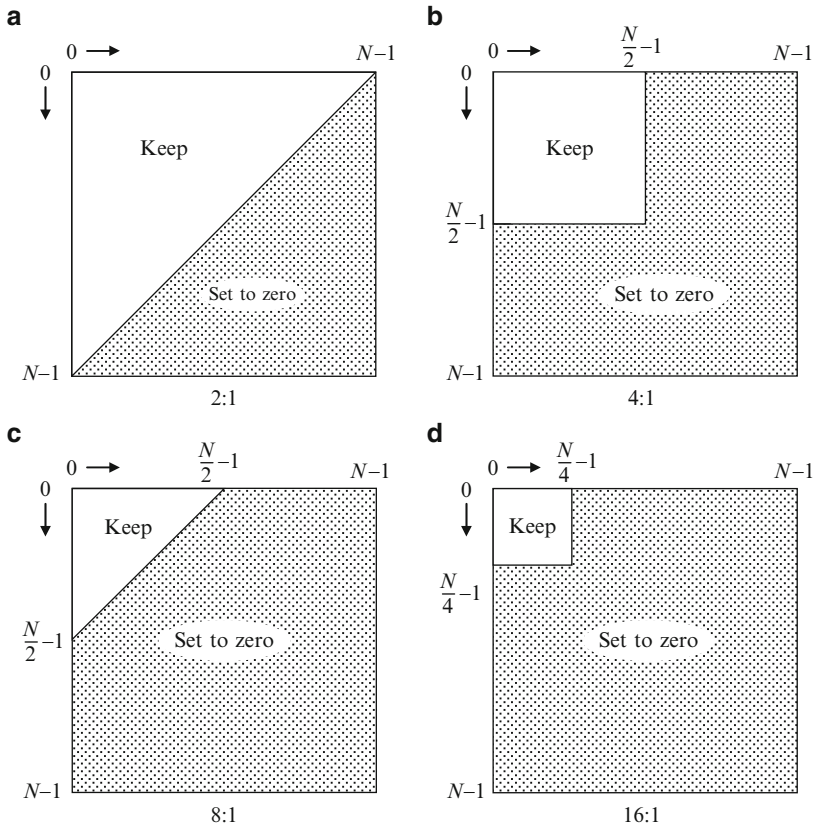 a
0 → N–1
0
↓
Keep
Set to zero
N–1
2:1
b
0 → N/2 –1 N–1
0
↓
Keep
N/2 –1
Set to zero
N–1
4:1
c
0 → N/2 –1 N–1
0
↓
Keep
N/2 –1
Set to zero
N–1
8:1
d
0 → N/4 –1 N–1
0
↓
Keep
N/4 –1
Set to zero
N–1
16:1